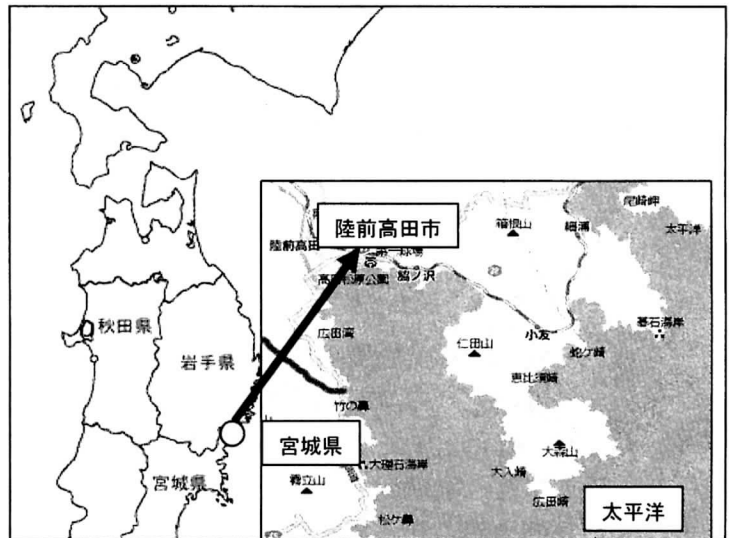 秋田県
岩手県
宮城県
陸前高田市
陸前高田
高田松原公園
脇ノ沢
箱根山
細浦
尾崎岬
太平洋
碁石海岸
広田湾
仁田山
小友
蛇ケ崎
恵比須崎
竹の鼻
宮城県
大理石海岸
霧立山
松ケ鼻
大森山
大入崎
広田崎
太平洋